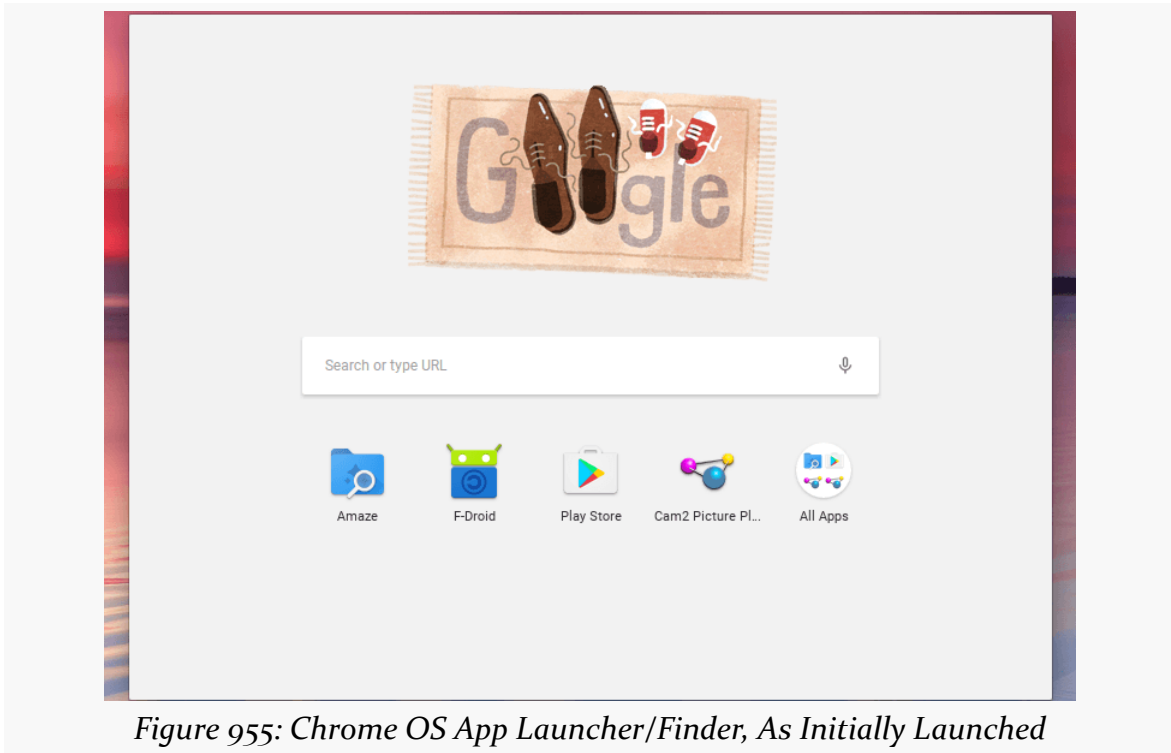 Google
Search or type URL
Amaze F-Droid Play Store Cam2 Picture Pl... All Apps
Figure 955: Chrome OS App Launcher/Finder, As Initially Launched